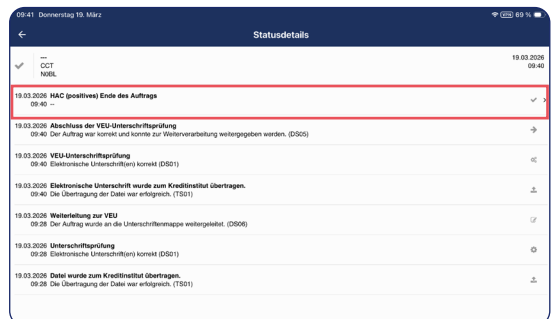 09:41 Donnerstag 19. März
69 %
Statusdetails
---
19.03.2026
CCT
09:40
N0BL
19.03.2026 HAC (positives) Ende des Auftrags
09:40 --
19.03.2026 Abschluss der VEU-Unterschriftsprüfung
09:40 Der Auftrag war korrekt und konnte zur Weiterverarbeitung weitergegeben werden. (DS05)
19.03.2026 VEU-Unterschriftsprüfung
09:40 Elektronische Unterschrift(en) korrekt (DS01)
19.03.2026 Elektronische Unterschrift wurde zum Kreditinstitut übertragen.
09:40 Die Übertragung der Datei war erfolgreich. (TS01)
19.03.2026 Weiterleitung zur VEU
09:28 Der Auftrag wurde an die Unterschriftenmappe weitergeleitet. (DS06)
19.03.2026 Unterschriftsprüfung
09:28 Elektronische Unterschrift(en) korrekt (DS01)
19.03.2026 Datei wurde zum Kreditinstitut übertragen.
09:28 Die Übertragung der Datei war erfolgreich. (TS01)